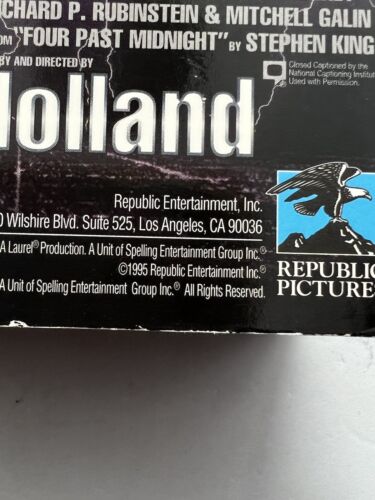 RICHARD P. RUBINSTEIN & MITCHELL GALIN
"FOUR PAST MIDNIGHT" BY STEPHEN KING
BY AND DIRECTED BY
Holland
Closed Captioned by the
National Captioning Institute
Used with Permission.
Republic Entertainment, Inc.
0 Wilshire Blvd. Suite 525, Los Angeles, CA 90036
A Laurel® Production. A Unit of Spelling Entertainment Group Inc.®
©1995 Republic Entertainment Inc.®
A Unit of Spelling Entertainment Group Inc.® All Rights Reserved.
REPUBLIC
PICTURE